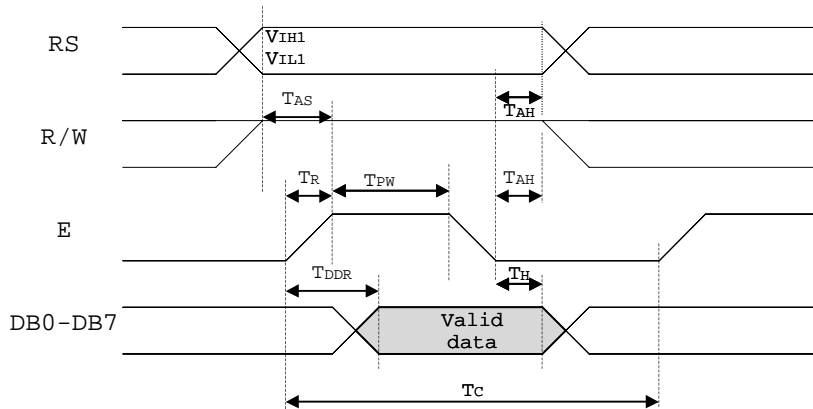 RS
VIH1
VIL1
TAS
TAH
R/W
TR
TPW
TAH
E
TDDR
TH
DB0-DB7
Valid
data
TC